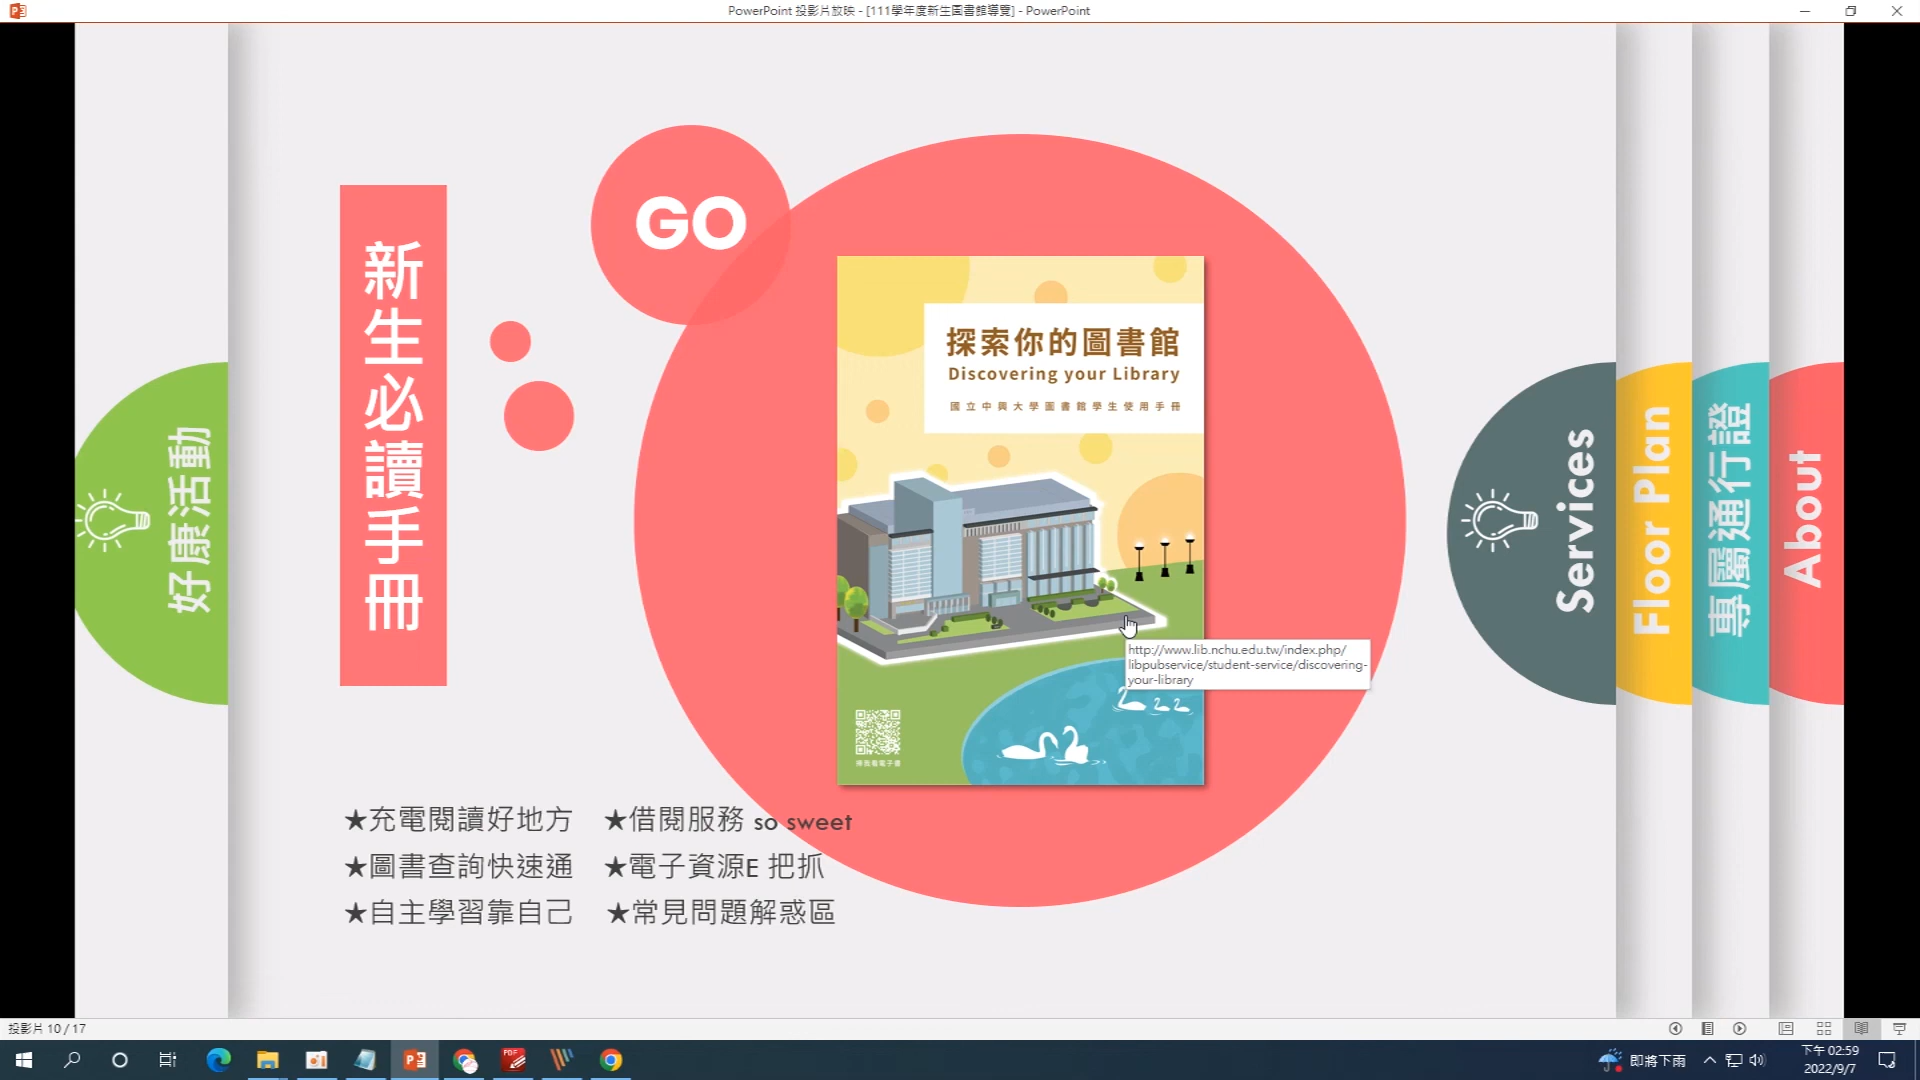 PowerPoint 投影片放映 - [111學年度新生圖書館導覽] - PowerPoint
好康活動
新生必讀手冊
GO
探索你的圖書館
Discovering your Library
國立中興大學圖書館學生使用手冊
掃我看電子書
http://www.lib.nchu.edu.tw/index.php/
libpubservice/student-service/discovering-
your-library
★充電閱讀好地方
★借閱服務 so sweet
★圖書查詢快速通
★電子資源E 把抓
★自主學習靠自己
★常見問題解惑區
Services
Floor Plan
專屬通行證
About
投影片 10 / 17
即將下雨
下午 02:59
2022/9/7